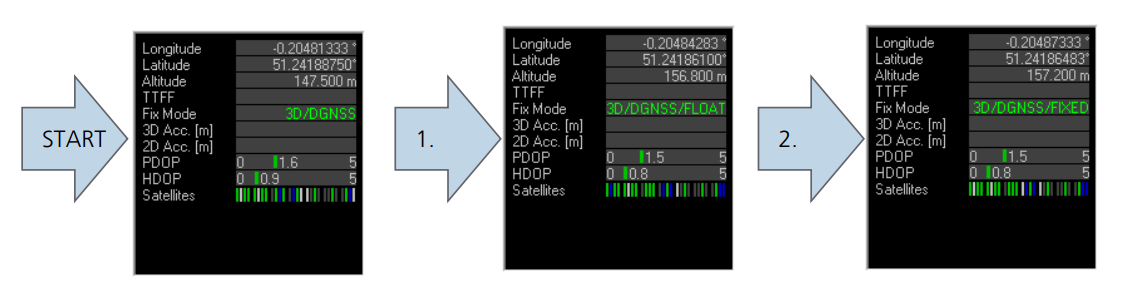 START
Longitude -0.20481333 °
Latitude 51.24188750°
Altitude 147.500 m
TTFF
Fix Mode 3D/DGNSS
3D Acc. [m]
2D Acc. [m]
PDOP 0 1.6 5
HDOP 0 0.9 5
Satellites
1.
Longitude -0.20484283 °
Latitude 51.24186100°
Altitude 156.800 m
TTFF
Fix Mode 3D/DGNSS/FLOAT
3D Acc. [m]
2D Acc. [m]
PDOP 0 1.5 5
HDOP 0 0.8 5
Satellites
2.
Longitude -0.20487333 °
Latitude 51.24186483°
Altitude 157.200 m
TTFF
Fix Mode 3D/DGNSS/FIXED
3D Acc. [m]
2D Acc. [m]
PDOP 0 1.5 5
HDOP 0 0.8 5
Satellites